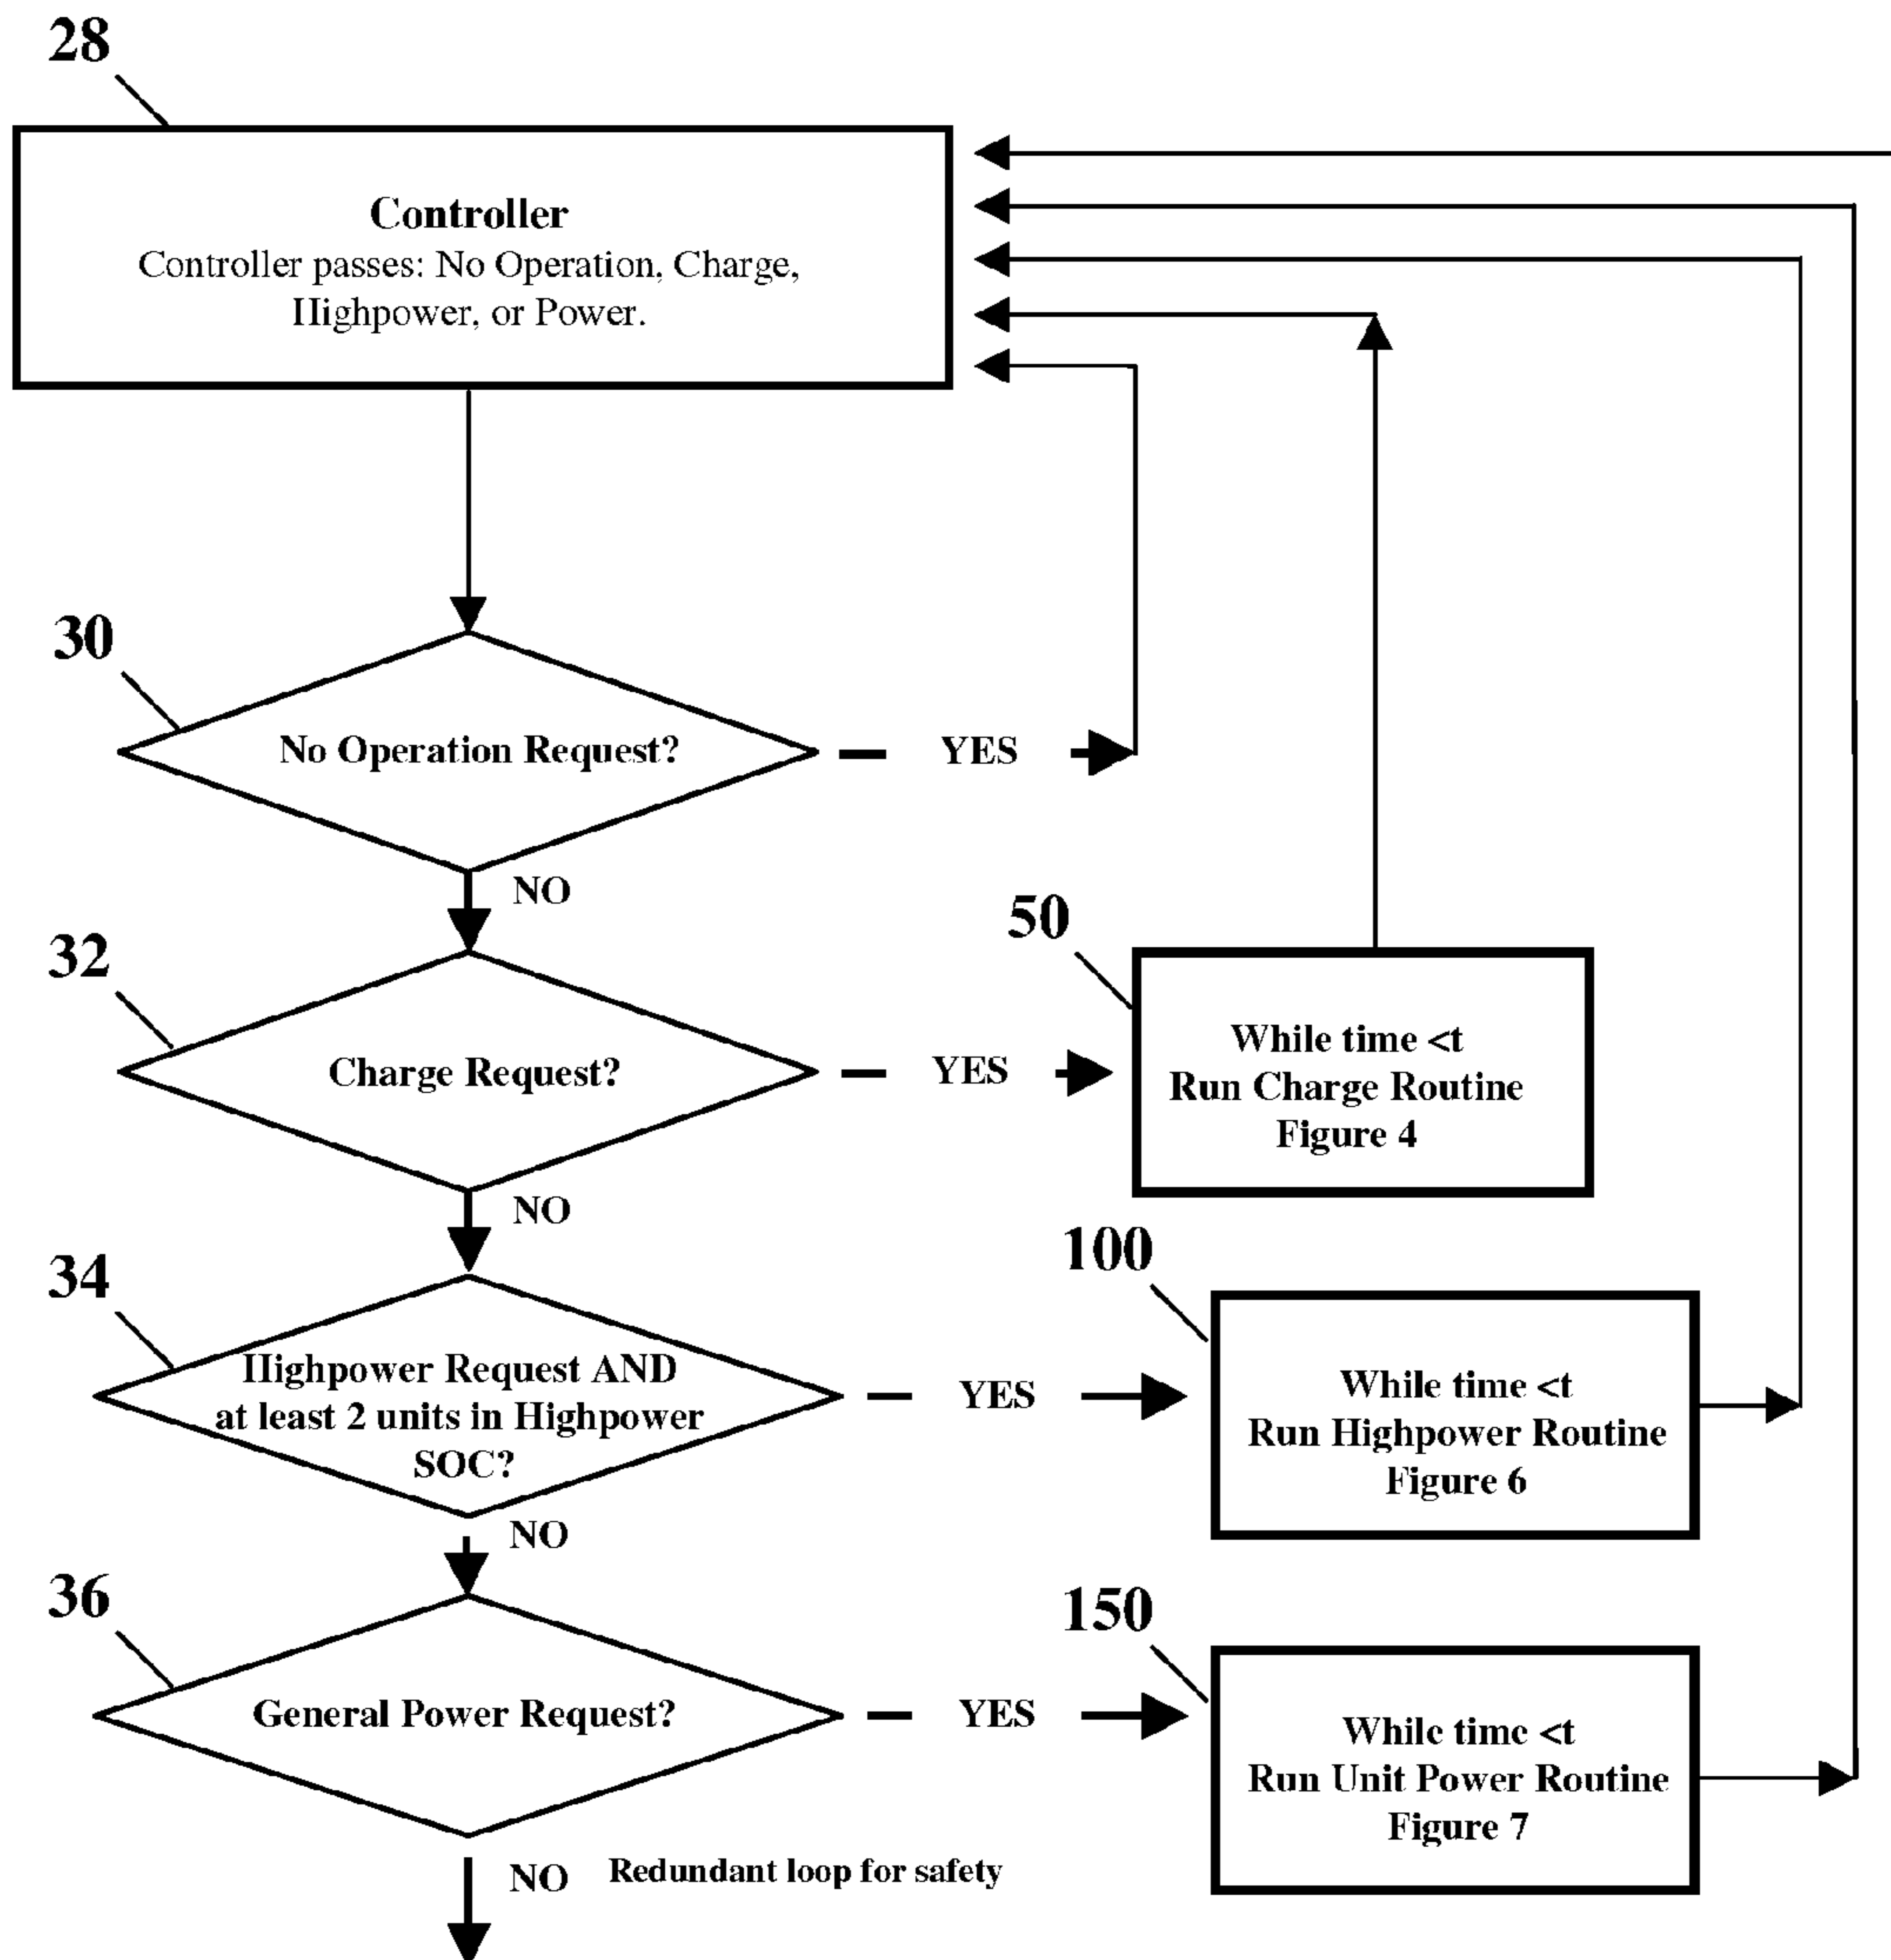 28
Controller
Controller passes: No Operation, Charge,
Highpower, or Power.
30
No Operation Request?
YES
NO
32
Charge Request?
YES
50
While time <t
Run Charge Routine
Figure 4
NO
34
Highpower Request AND
at least 2 units in Highpower
SOC?
YES
100
While time <t
Run Highpower Routine
Figure 6
NO
36
General Power Request?
YES
150
While time <t
Run Unit Power Routine
Figure 7
NO
Redundant loop for safety